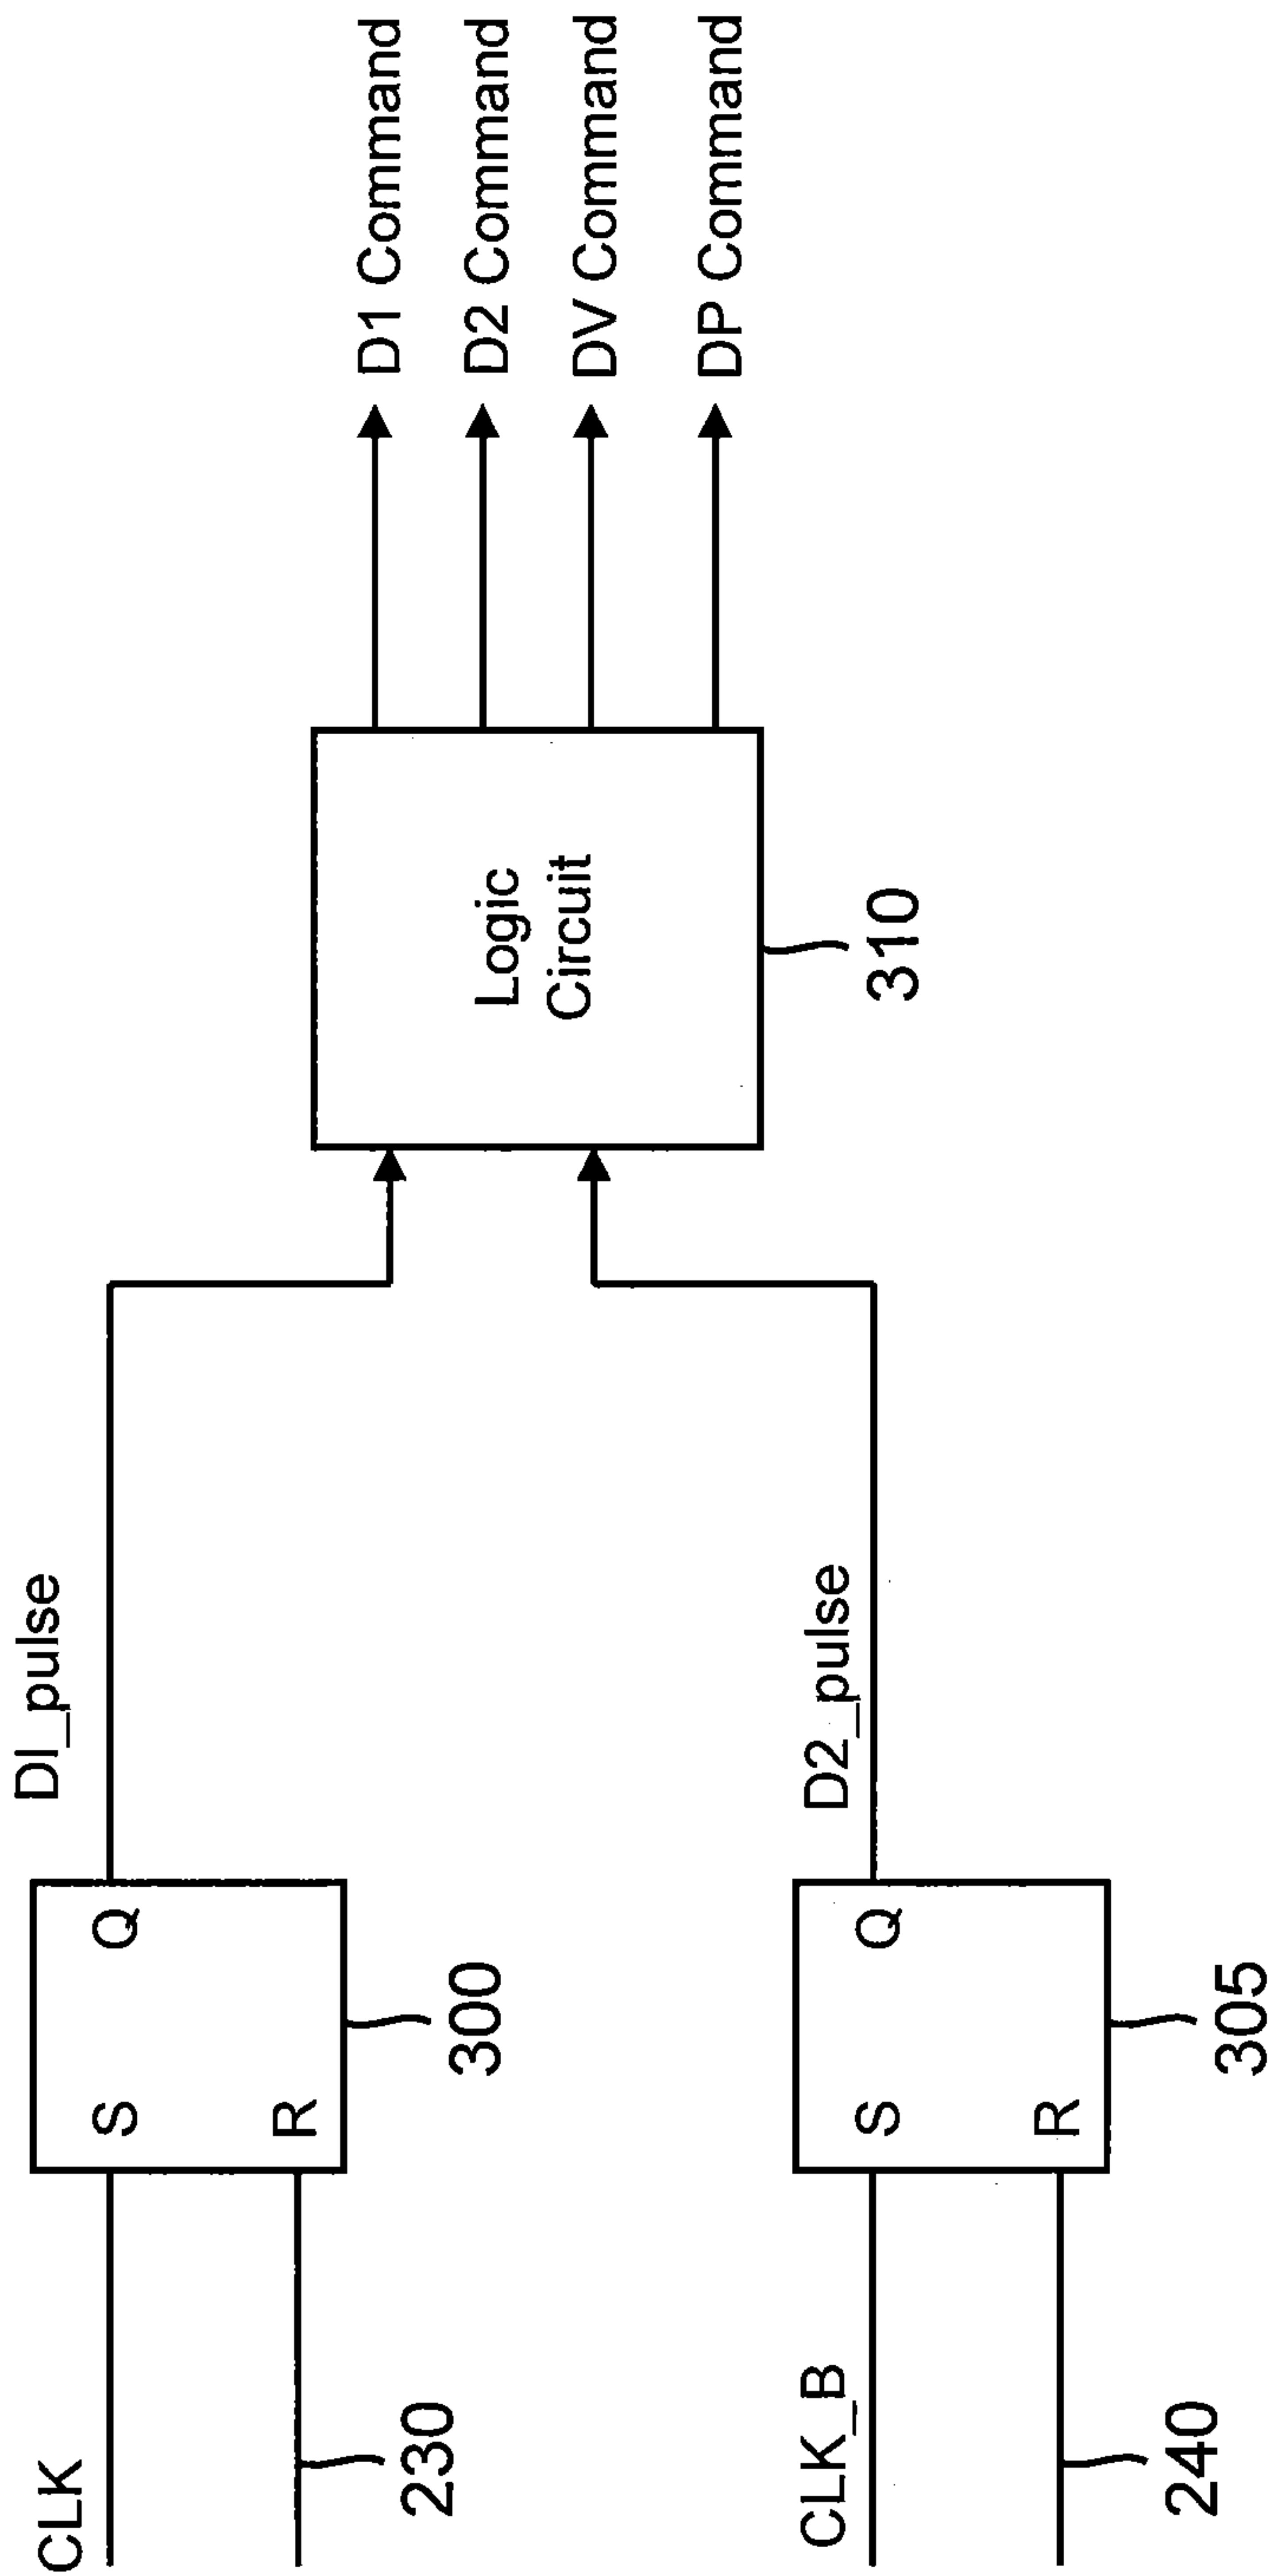 CLK
230
S
R
Q
300
DI_pulse
CLK_B
240
S
R
Q
305
D2_pulse
Logic
Circuit
310
D1 Command
D2 Command
DV Command
DP Command